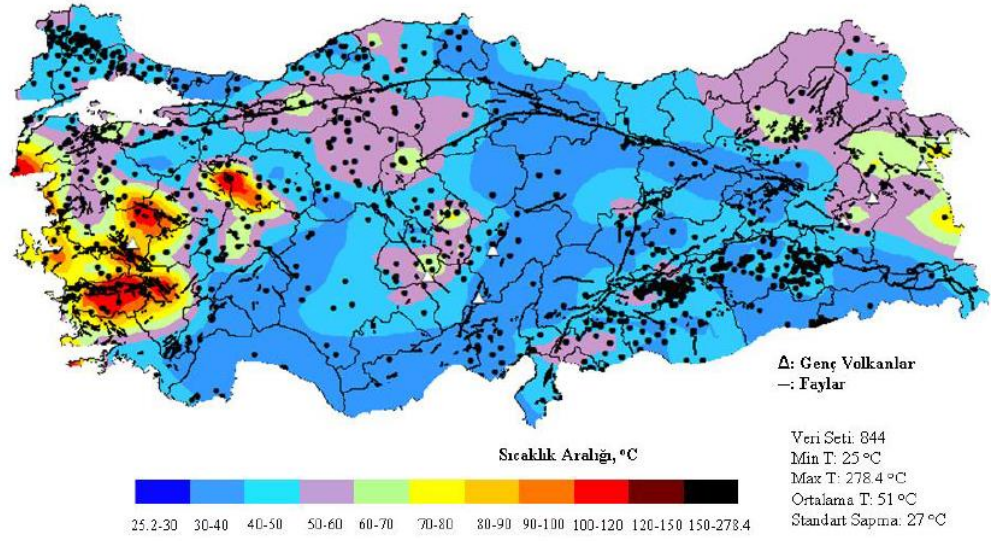 Δ: Genç Volkanlar
—: Faylar
Sıcaklık Aralığı, °C
25.2-30 30-40 40-50 50-60 60-70 70-80 80-90 90-100 100-120 120-150 150-278.4
Veri Seti: 844
Min T: 25 °C
Max T: 278.4 °C
Ortalama T: 51 °C
Standart Sapma: 27 °C